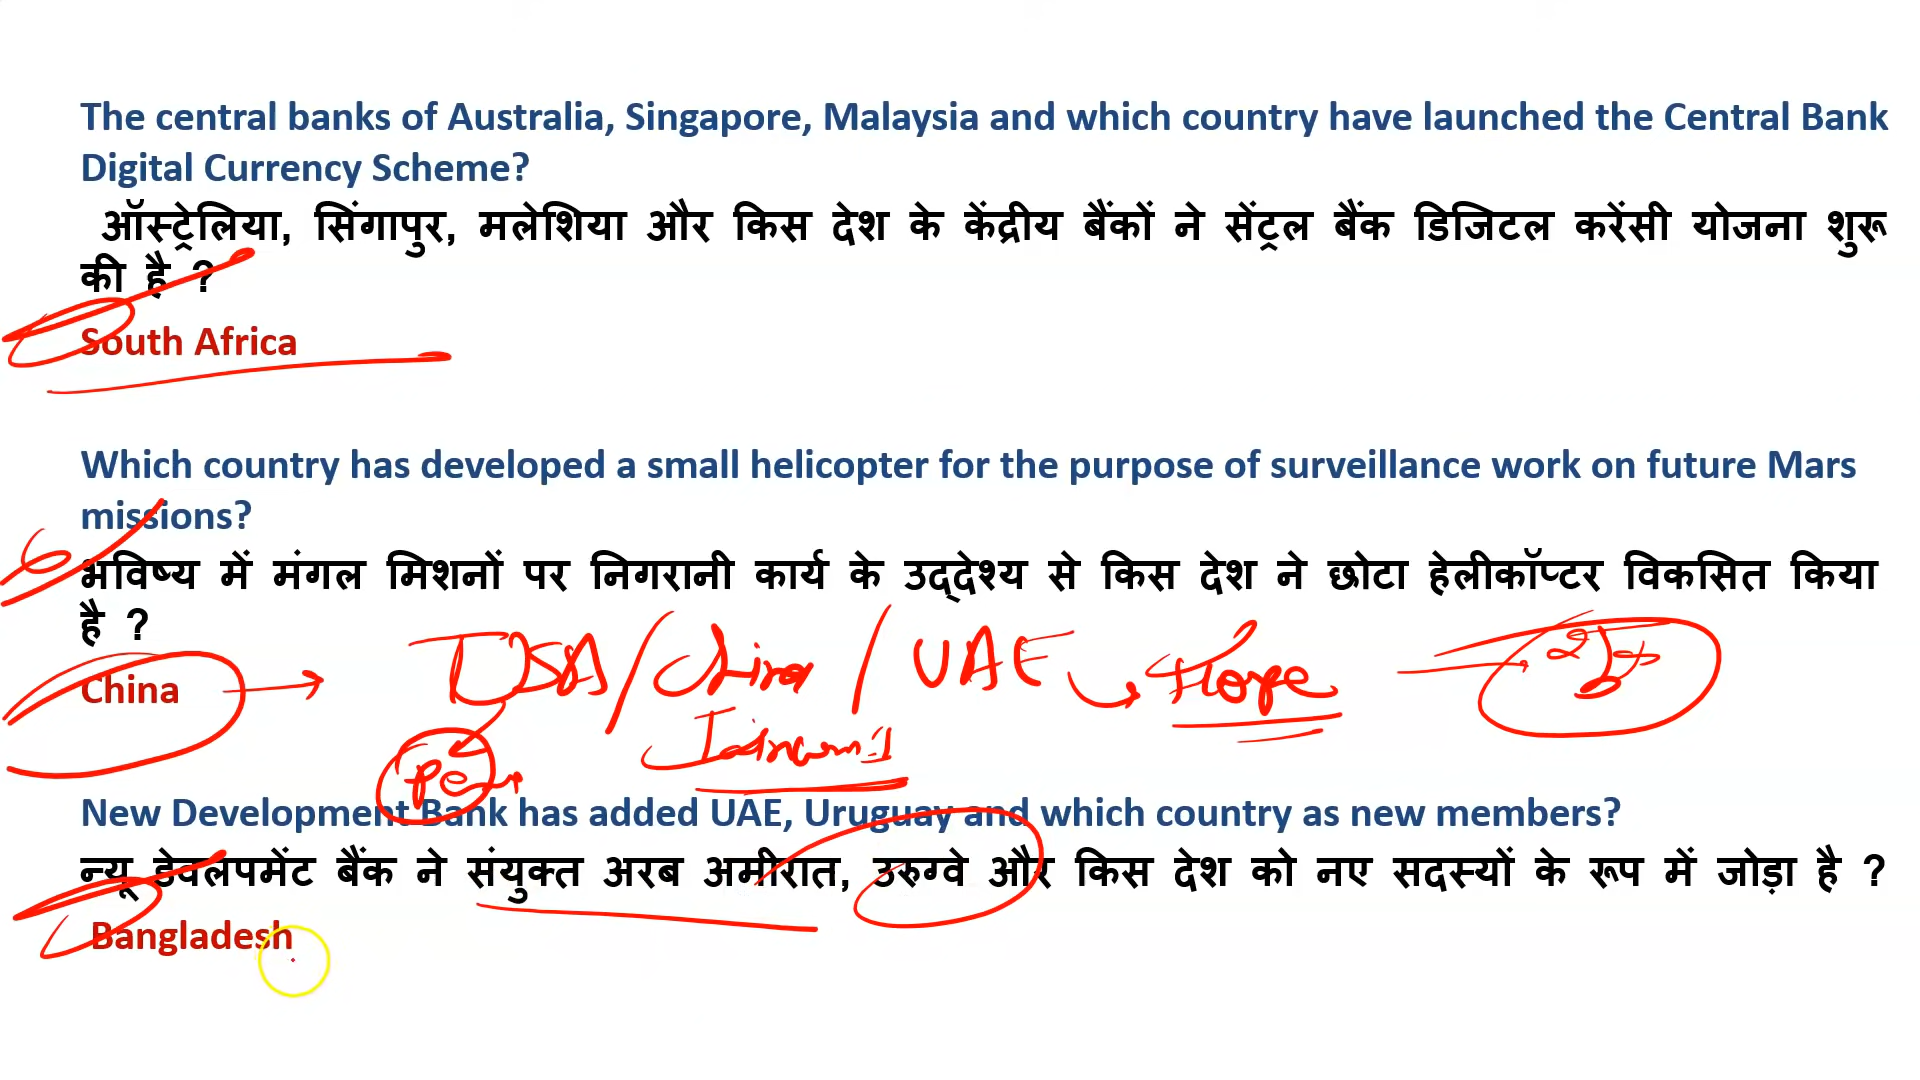 The central banks of Australia, Singapore, Malaysia and which country have launched the Central Bank
Digital Currency Scheme?
ऑस्ट्रेलिया, सिंगापुर, मलेशिया और किस देश के केंद्रीय बैंकों ने सेंट्रल बैंक डिजिटल करेंसी योजना शुरू
की है ?
South Africa
Which country has developed a small helicopter for the purpose of surveillance work on future Mars
missions?
भविष्य में मंगल मिशनों पर निगरानी कार्य के उद्देश्य से किस देश ने छोटा हेलीकॉप्टर विकसित किया
है ?
USA / China / UAE Hope
China
New Development Bank has added UAE, Uruguay and which country as new members?
न्यू डेवलपमेंट बैंक ने संयुक्त अरब अमीरात, उरुग्वे और किस देश को नए सदस्यों के रूप में जोड़ा है ?
Bangladesh